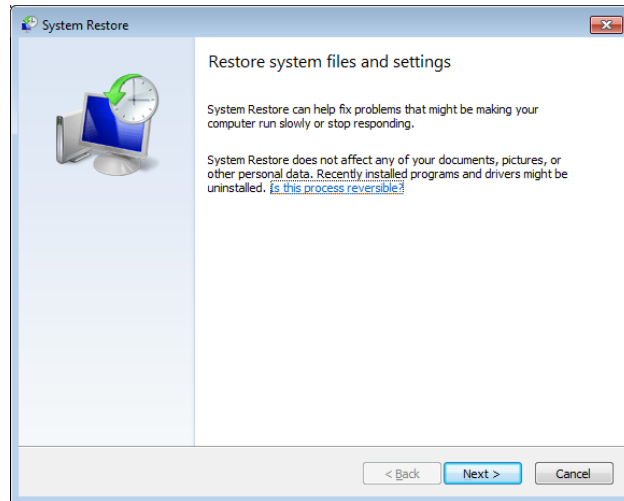 System Restore
Restore system files and settings
System Restore can help fix problems that might be making your
computer run slowly or stop responding.
System Restore does not affect any of your documents, pictures, or
other personal data. Recently installed programs and drivers might be
uninstalled. Is this process reversible?
< Back
Next >
Cancel